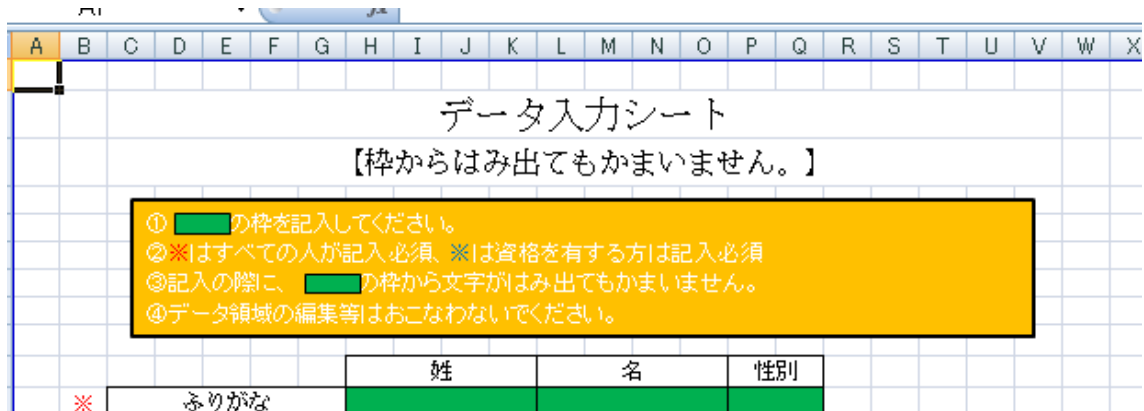 A B C D E F G H I J K L M N O P Q R S T U V W X
データ入力シート
【枠からはみ出てもかまいません。】
① の枠を記入してください。
②※はすべての人が記入必須、※は資格を有する方は記入必須
③記入の際に、 の枠から文字がはみ出てもかまいません。
④データ領域の編集等はおこなわないでください。
姓 名 性別
※ ふりがな